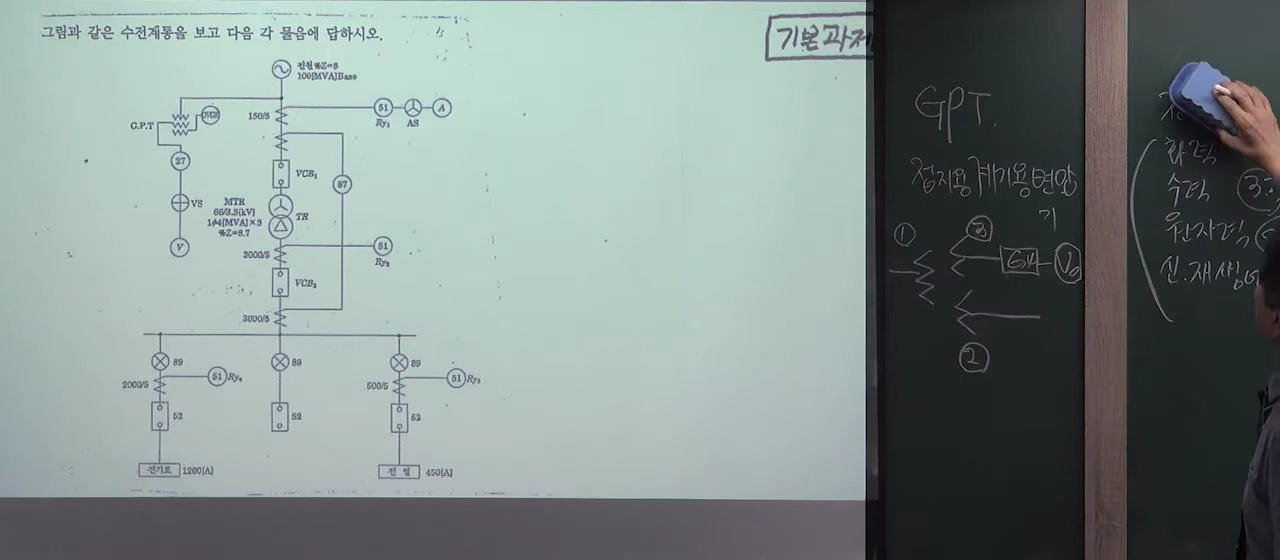 그림과 같은 수전계통을 보고 다음 각 물음에 답하시오.
기본과제
전원 %Z=8
100[MVA]Base
G.P.T
OVGR
150/5
51
Ry₁
AS
A
27
VS
V
VCB₁
87
MTR
66/3.3[kV]
1φ4[MVA]×3
%Z=8.7
TR
3000/5
51
Ry₂
VCB₂
3000/5
89
89
89
2000/5
51
Ry₄
500/5
51
Ry₃
52
52
52
전기로
1200[A]
전 열
450[A]
GPT.
접지용 계기용변압
기
①
③
V₀
②
화력
수력
원자력
신.재생